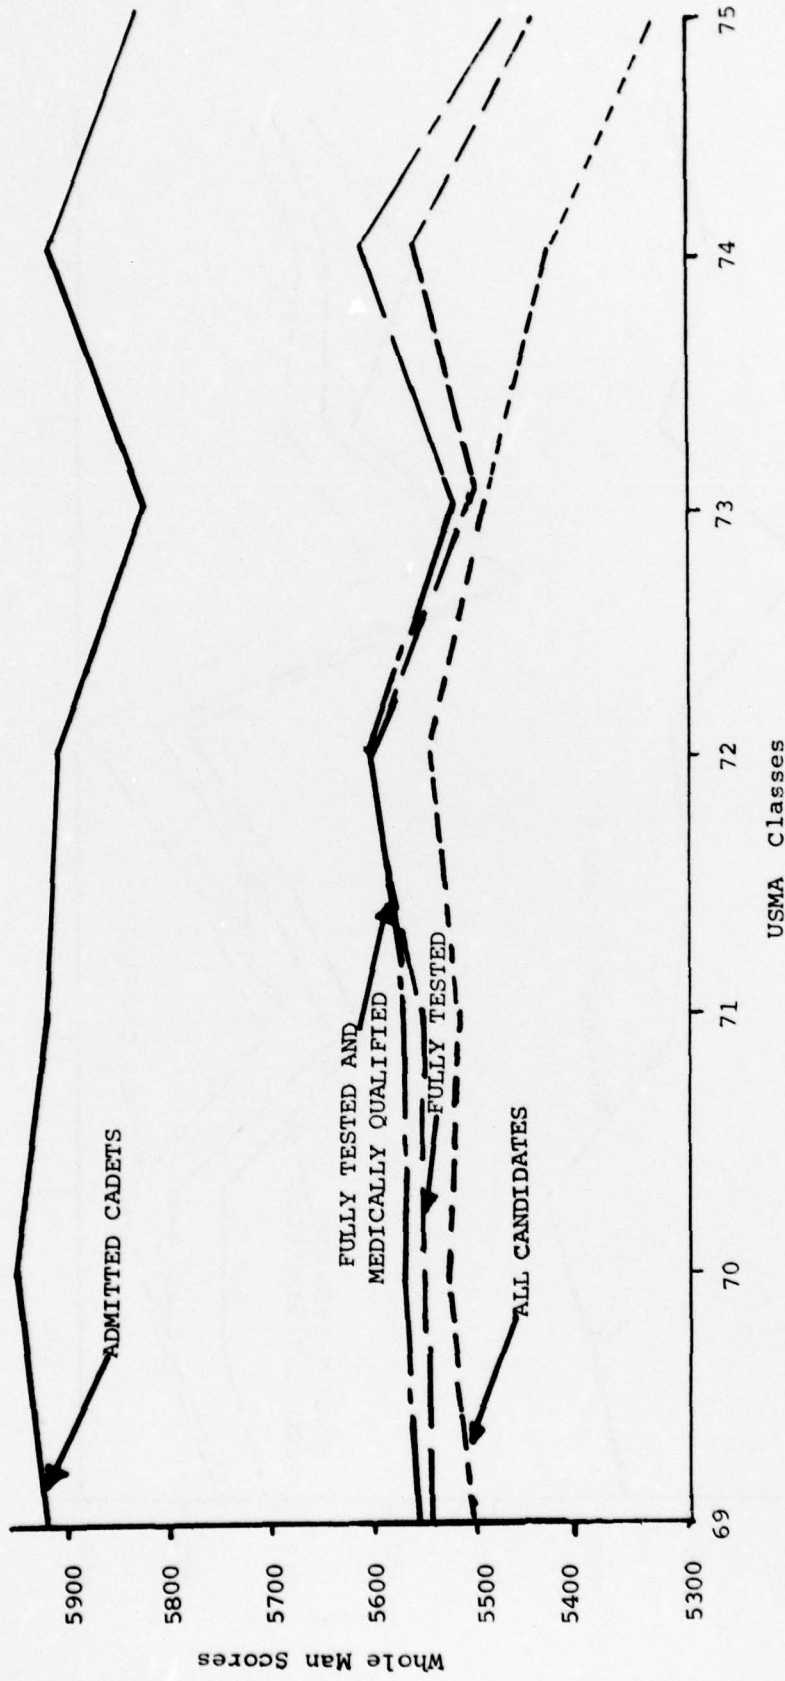 Whole Man Scores
5900
5800
5700
5600
5500
5400
5300
ADMITTED CADETS
FULLY TESTED AND
MEDICALLY QUALIFIED
FULLY TESTED
ALL CANDIDATES
69
70
71
72
73
74
75
USMA Classes